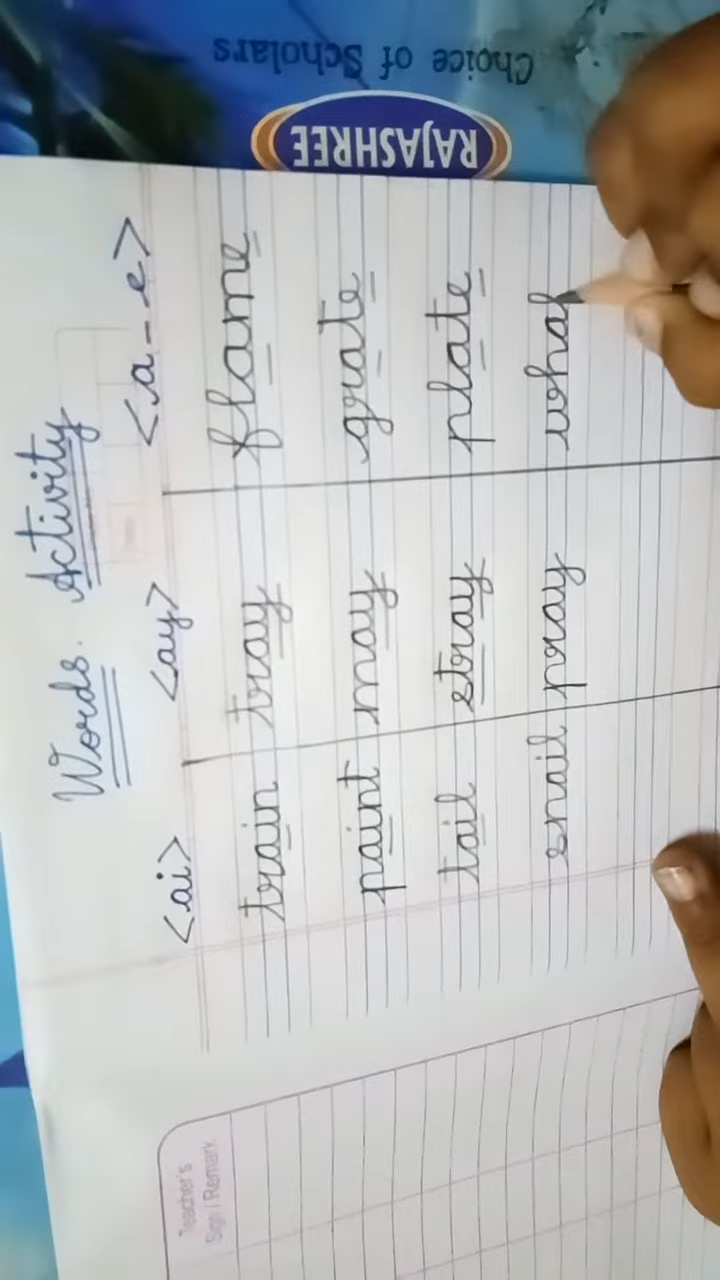 Choice of Scholars
RAJASHREE
Words. Activity
<ai> <ay> <a_e>
train tray flame
paint may grate
tail stray plate
snail pray wha
Teacher's
Sign / Remark